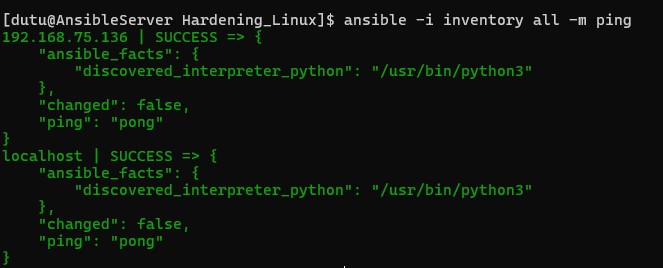 [dutu@AnsibleServer Hardening_Linux]$ ansible -i inventory all -m ping
192.168.75.136 | SUCCESS => {
    "ansible_facts": {
        "discovered_interpreter_python": "/usr/bin/python3"
    },
    "changed": false,
    "ping": "pong"
}
localhost | SUCCESS => {
    "ansible_facts": {
        "discovered_interpreter_python": "/usr/bin/python3"
    },
    "changed": false,
    "ping": "pong"
}